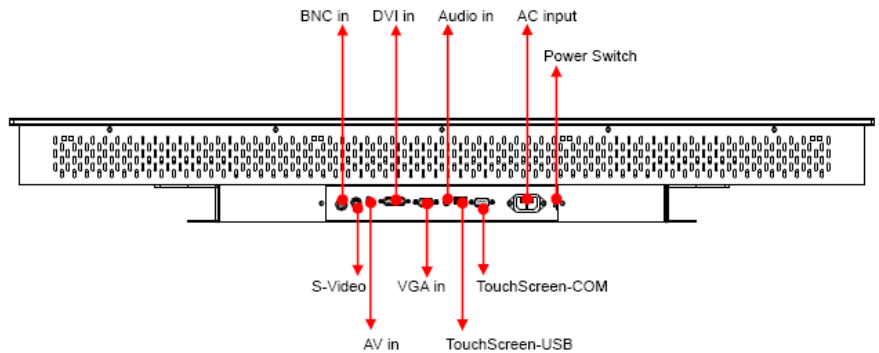 BNC in DVI in Audio in AC input
Power Switch
S-Video VGA in TouchScreen-COM
AV in TouchScreen-USB